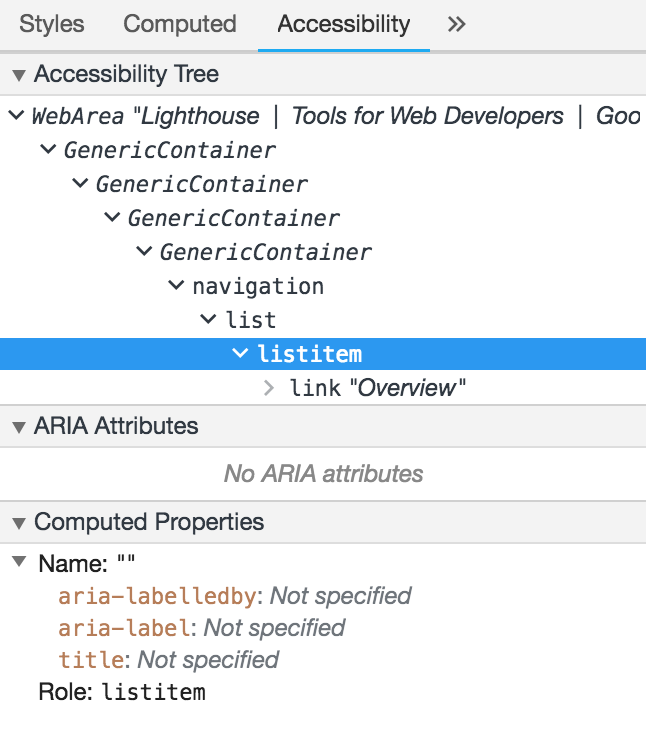 Styles Computed Accessibility »
Accessibility Tree
WebArea "Lighthouse | Tools for Web Developers | Goo
GenericContainer
GenericContainer
GenericContainer
GenericContainer
navigation
list
listitem
link "Overview"
ARIA Attributes
No ARIA attributes
Computed Properties
Name: ""
aria-labelledby: Not specified
aria-label: Not specified
title: Not specified
Role: listitem